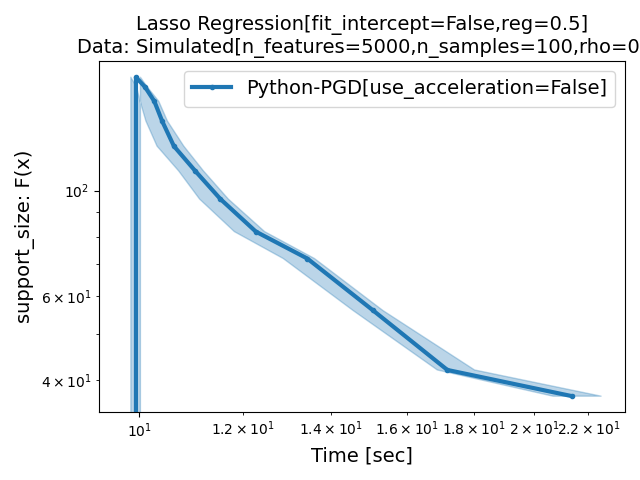 Lasso Regression[fit_intercept=False,reg=0.5]
Data: Simulated[n_features=5000,n_samples=100,rho=0
Python-PGD[use_acceleration=False]
support_size: F(x)
10²
6 × 10¹
4 × 10¹
10¹ 1.2 × 10¹ 1.4 × 10¹ 1.6 × 10¹ 1.8 × 10¹ 2 × 10¹ 2.2 × 10¹
Time [sec]